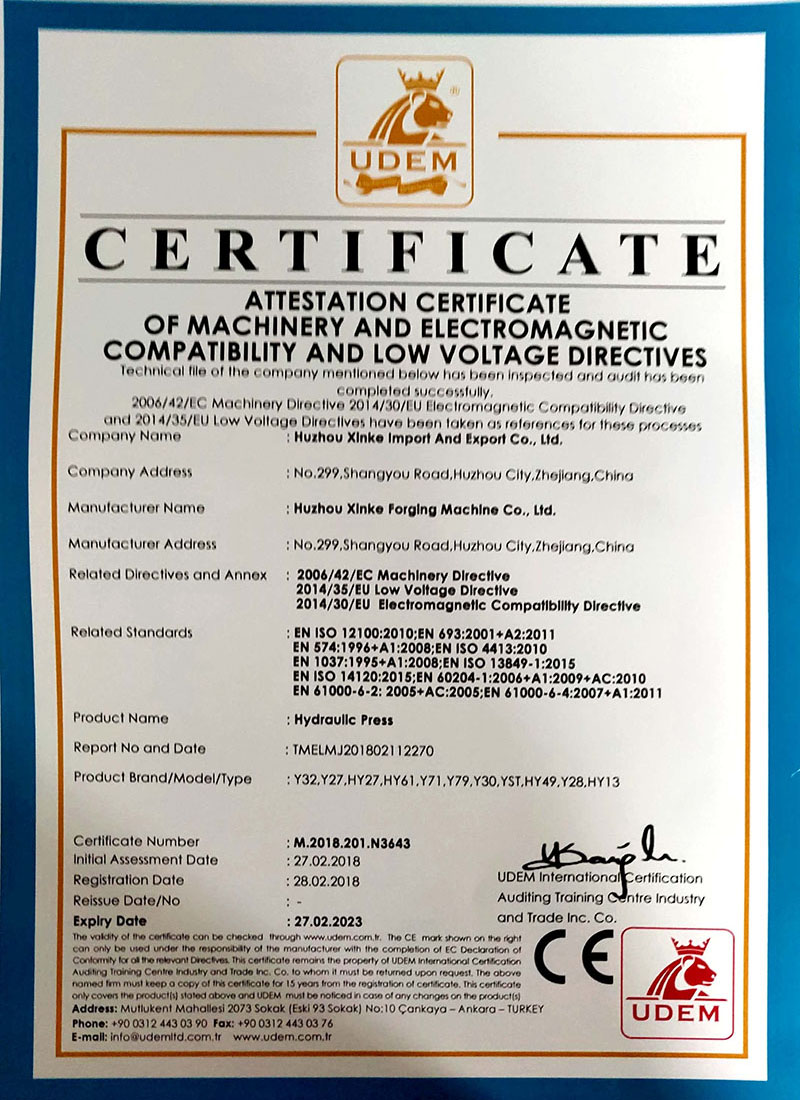 UDEM
®
CERTIFICATE
ATTESTATION CERTIFICATE
OF MACHINERY AND ELECTROMAGNETIC
COMPATIBILITY AND LOW VOLTAGE DIRECTIVES
Technical file of the company mentioned below has been inspected and audit has been
completed successfully.
2006/42/EC Machinery Directive 2014/30/EU Electromagnetic Compatibility Directive
and 2014/35/EU Low Voltage Directives have been taken as references for these processes
Company Name : Huzhou Xinke Import And Export Co., Ltd.
Company Address : No.299,Shangyou Road,Huzhou City,Zhejiang,China
Manufacturer Name : Huzhou Xinke Forging Machine Co., Ltd.
Manufacturer Address : No.299,Shangyou Road,Huzhou City,Zhejiang,China
Related Directives and Annex : 2006/42/EC Machinery Directive
2014/35/EU Low Voltage Directive
2014/30/EU Electromagnetic Compatibility Directive
Related Standards : EN ISO 12100:2010;EN 693:2001+A2:2011
EN 574:1996+A1:2008;EN ISO 4413:2010
EN 1037:1995+A1:2008;EN ISO 13849-1:2015
EN ISO 14120:2015;EN 60204-1:2006+A1:2009+AC:2010
EN 61000-6-2: 2005+AC:2005;EN 61000-6-4:2007+A1:2011
Product Name : Hydraulic Press
Report No and Date : TMELMJ201802112270
Product Brand/Model/Type : Y32,Y27,HY27,HY61,Y71,Y79,Y30,YST,HY49,Y28,HY13
Certificate Number : M.2018.201.N3643
Initial Assessment Date : 27.02.2018
Registration Date : 28.02.2018
Reissue Date/No : -
Expiry Date : 27.02.2023
UDEM International Certification
Auditing Training Centre Industry
and Trade Inc. Co.
The validity of the certificate can be checked through www.udem.com.tr. The CE mark shown on the right
can only be used under the responsibility of the manufacturer with the completion of EC Declaration of
Conformity for all the relevant Directives. This certificate remains the property of UDEM International Certification
Auditing Training Centre Industry and Trade Inc. Co. to whom it must be returned upon request. The above
named firm must keep a copy of this certificate for 15 years from the registration of certificate. This certificate
only covers the product(s) stated above and UDEM must be noticed in case of any changes on the product(s)
Address: Mutlukent Mahallesi 2073 Sokak (Eski 93 Sokak) No:10 Çankaya – Ankara – TURKEY
Phone: +90 0312 443 03 90 Fax: +90 0312 443 03 76
E-mail: info@udemltd.com.tr www.udem.com.tr
CE
UDEM